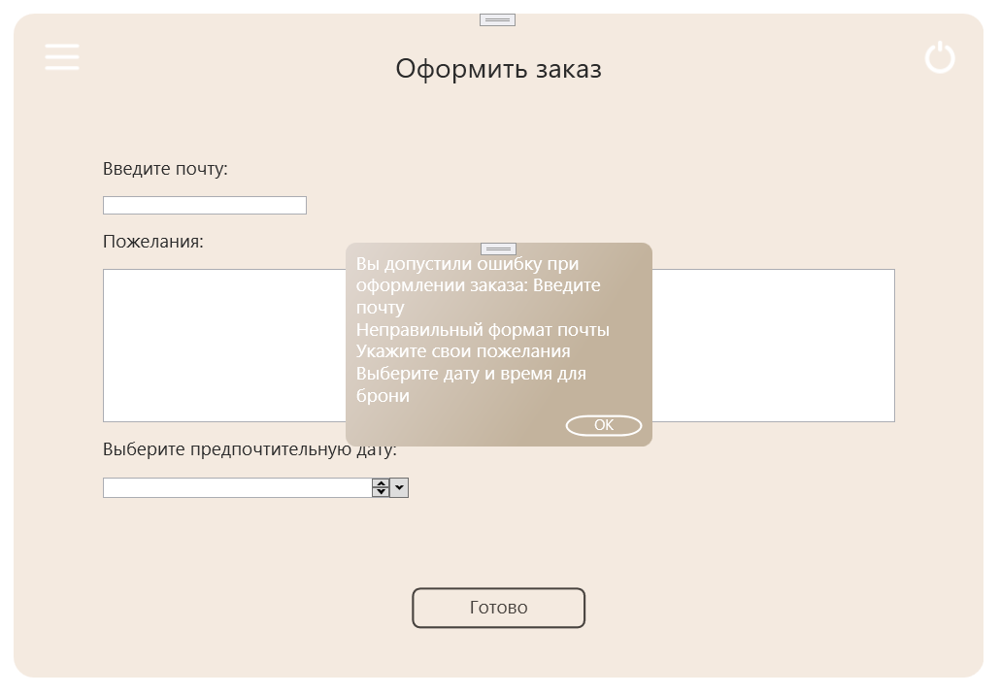 Оформить заказ
Введите почту:
Пожелания:
Вы допустили ошибку при
оформлении заказа: Введите
почту
Неправильный формат почты
Укажите свои пожелания
Выберите дату и время для
брони
OK
Выберите предпочтительную дату:
Готово